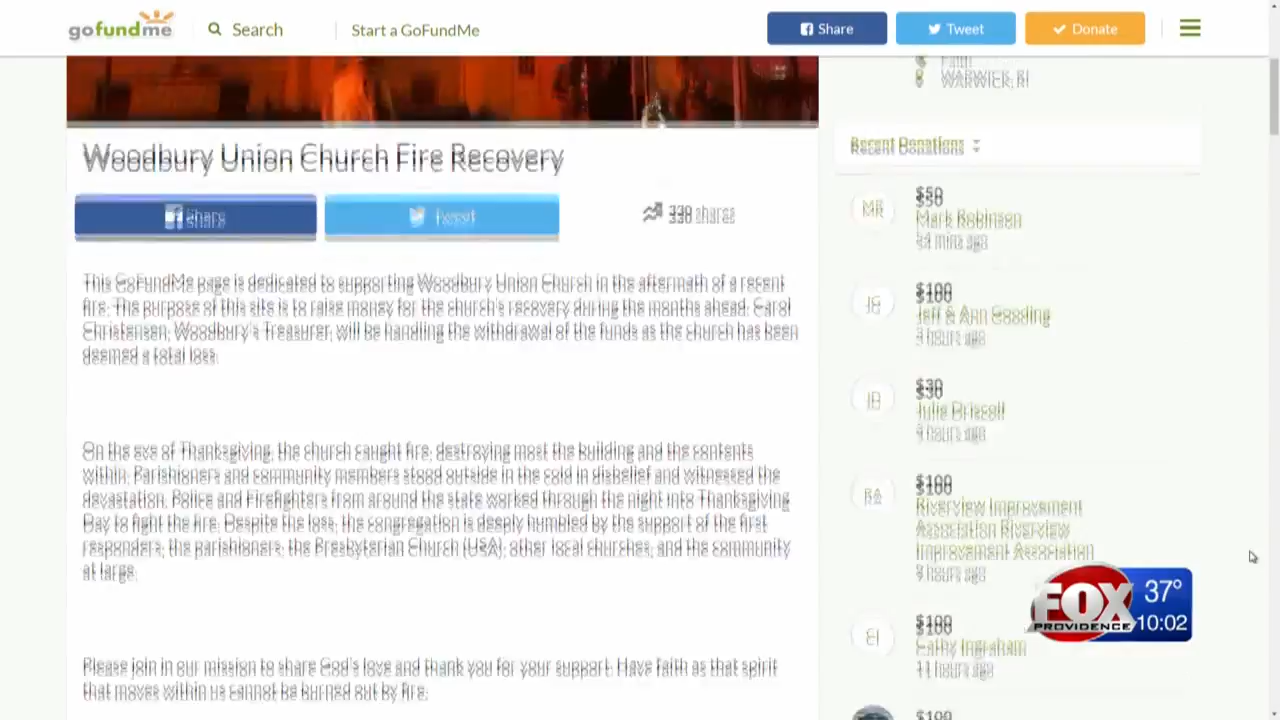 gofundme
Search
Start a GoFundMe
Share
Tweet
Donate
Faith
WARWICK, RI
Woodbury Union Church Fire Recovery
Recent Donations
Share
Tweet
shares
This GoFundMe page is dedicated to supporting Woodbury Union Church in the aftermath of a recent
fire. The purpose of this site is to raise money for the church's recovery during the months ahead. Carol
Christensen, Woodbury's Treasurer, will be handling the withdrawal of the funds as the church has been
deemed a total loss.
On the eve of Thanksgiving, the church caught fire, destroying most the building and the contents
within. Parishioners and community members stood outside in the cold in disbelief and witnessed the
devastation. Police and Firefighters from around the state worked through the night into Thanksgiving
Day to fight the fire. Despite the loss, the congregation is deeply humbled by the support of the first
responders, the parishioners, the Presbyterian Church (USA), other local churches, and the community
at large.
Please join in our mission to share God's love and thank you for your support. Have faith as that spirit
that moves within us cannot be burned out by fire.
MR
$50
Mark Robinson
54 mins ago
JG
$100
Jeff & Ann Gooding
3 hours ago
$30
Julie Driscoll
9 hours ago
RA
$100
Riverview Improvement
Association Riverview
Improvement Association
9 hours ago
CI
$100
Cathy Ingraham
11 hours ago
$100
FOX
PROVIDENCE
37°
10:02